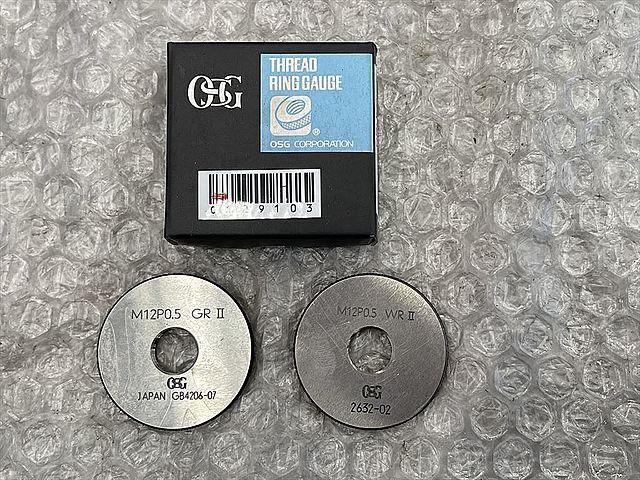 OSG
THREAD
RING GAUGE
®
OSG CORPORATION
9103
M12P0.5 GR II
OSG
JAPAN GB4206-07
M12P0.5 WR II
OSG
2632-02